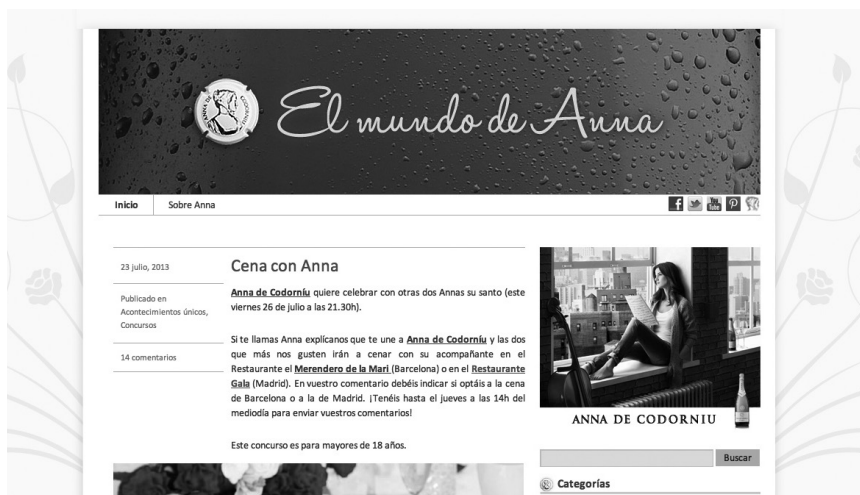 ANNA DE CODORNIU
El mundo de Anna
Inicio
Sobre Anna
You
Tube
23 julio, 2013
Publicado en
Acontecimientos únicos,
Concursos
14 comentarios
Cena con Anna
Anna de Codorníu quiere celebrar con otras dos Annas su santo (este
viernes 26 de julio a las 21.30h).
Si te llamas Anna explícanos que te une a Anna de Codorníu y las dos
que más nos gusten irán a cenar con su acompañante en el
Restaurante el Merendero de la Mari (Barcelona) o en el Restaurante
Gala (Madrid). En vuestro comentario debéis indicar si optáis a la cena
de Barcelona o a la de Madrid. ¡Tenéis hasta el jueves a las 14h del
mediodía para enviar vuestros comentarios!
Este concurso es para mayores de 18 años.
ANNA DE CODORNIU
Buscar
Categorías